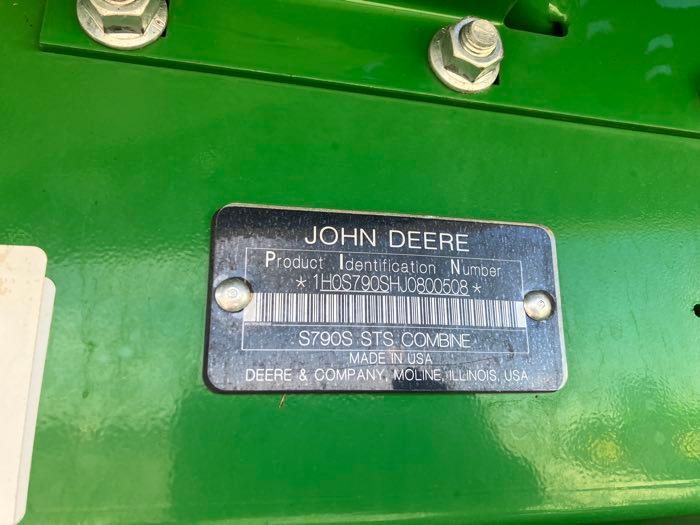 JOHN DEERE
Product Identification Number
*1H0S790SHJ0800508*
S790S STS COMBINE
MADE IN USA
DEERE & COMPANY, MOLINE, ILLINOIS, USA